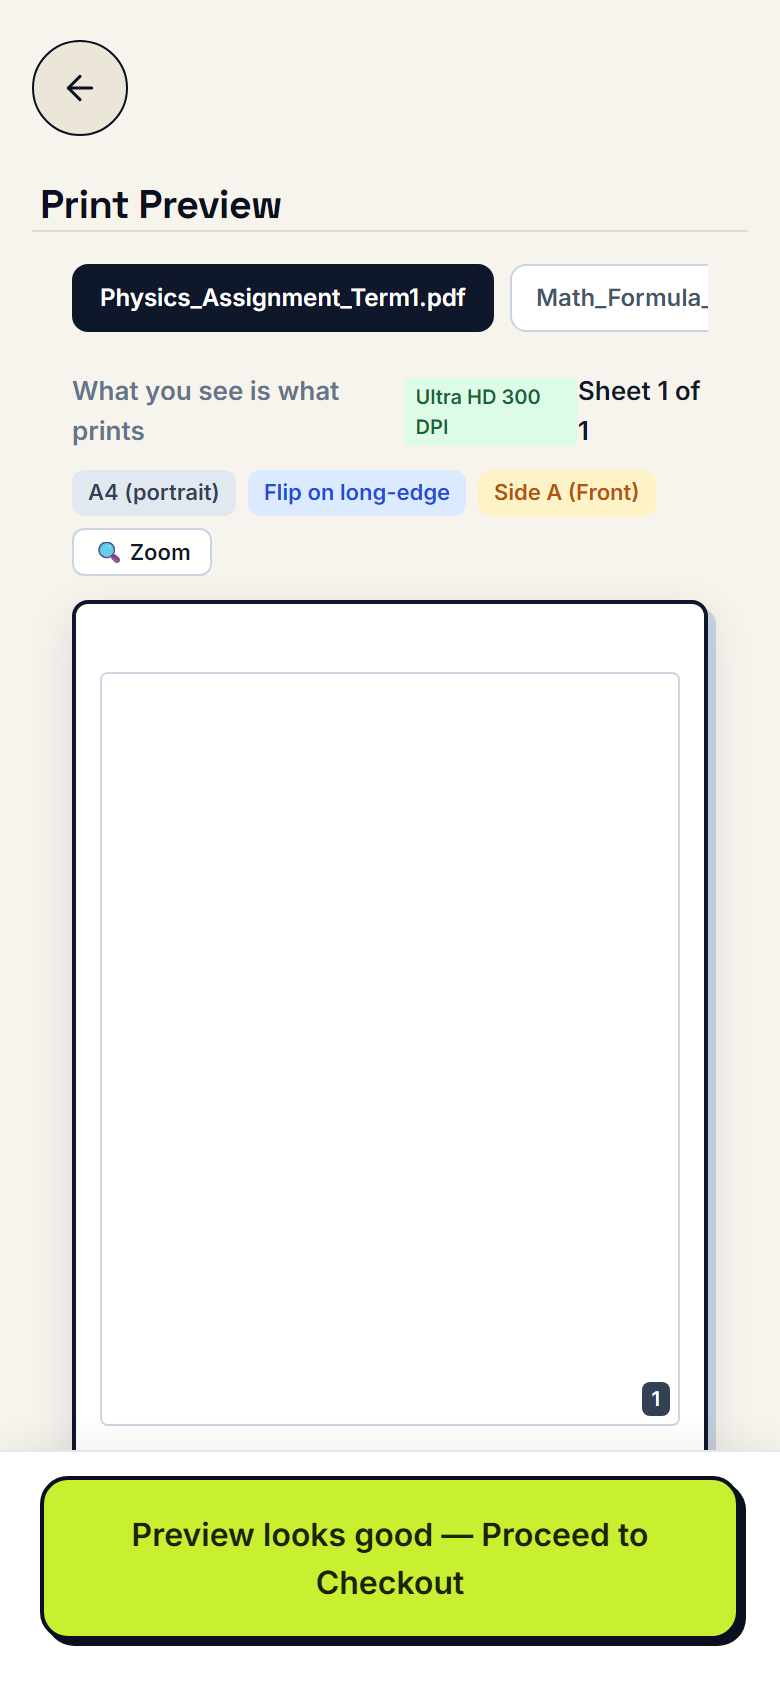 Print Preview
Physics_Assignment_Term1.pdf
Math_Formula_
What you see is what
prints
Ultra HD 300
DPI
Sheet 1 of
1
A4 (portrait)
Flip on long-edge
Side A (Front)
🔍 Zoom
1
Preview looks good — Proceed to
Checkout